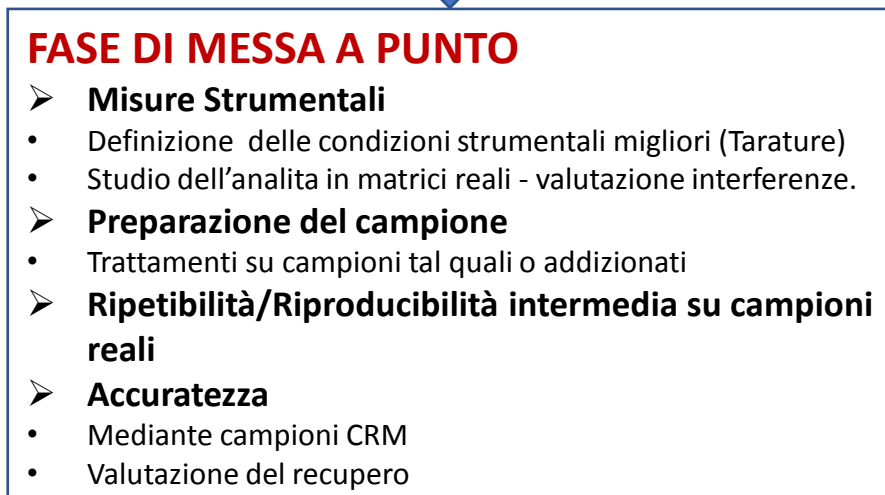 FASE DI MESSA A PUNTO
➢ Misure Strumentali
• Definizione delle condizioni strumentali migliori (Tarature)
• Studio dell'analita in matrici reali - valutazione interferenze.
➢ Preparazione del campione
• Trattamenti su campioni tal quali o addizionati
➢ Ripetibilità/Riproducibilità intermedia su campioni
reali
➢ Accuratezza
• Mediante campioni CRM
• Valutazione del recupero